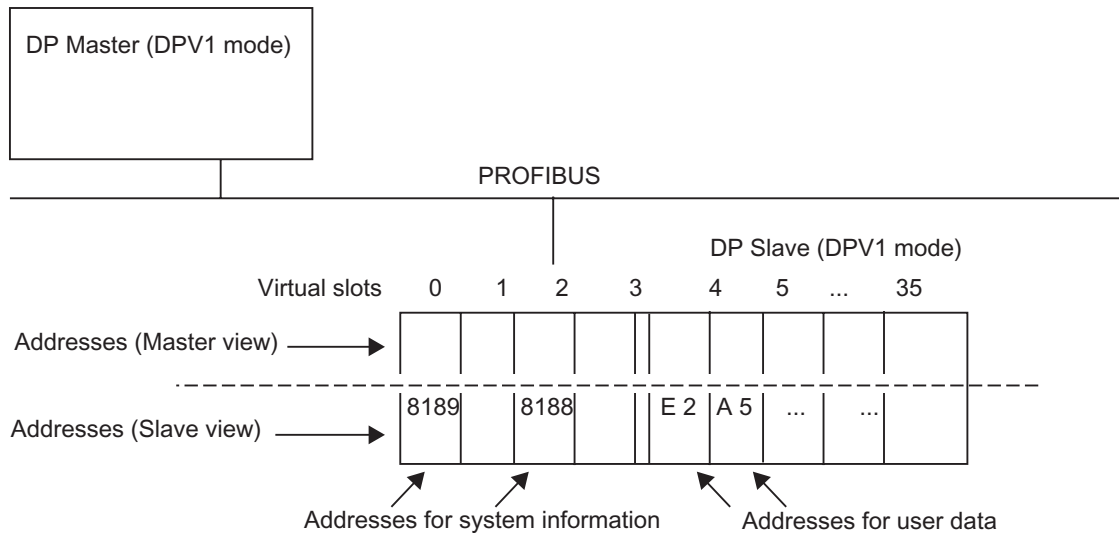 DP Master (DPV1 mode)
PROFIBUS
DP Slave (DPV1 mode)
Virtual slots 0 1 2 3 4 5 ... 35
Addresses (Master view)
8189 8188 E 2 A 5 ... ...
Addresses (Slave view)
Addresses for system information Addresses for user data